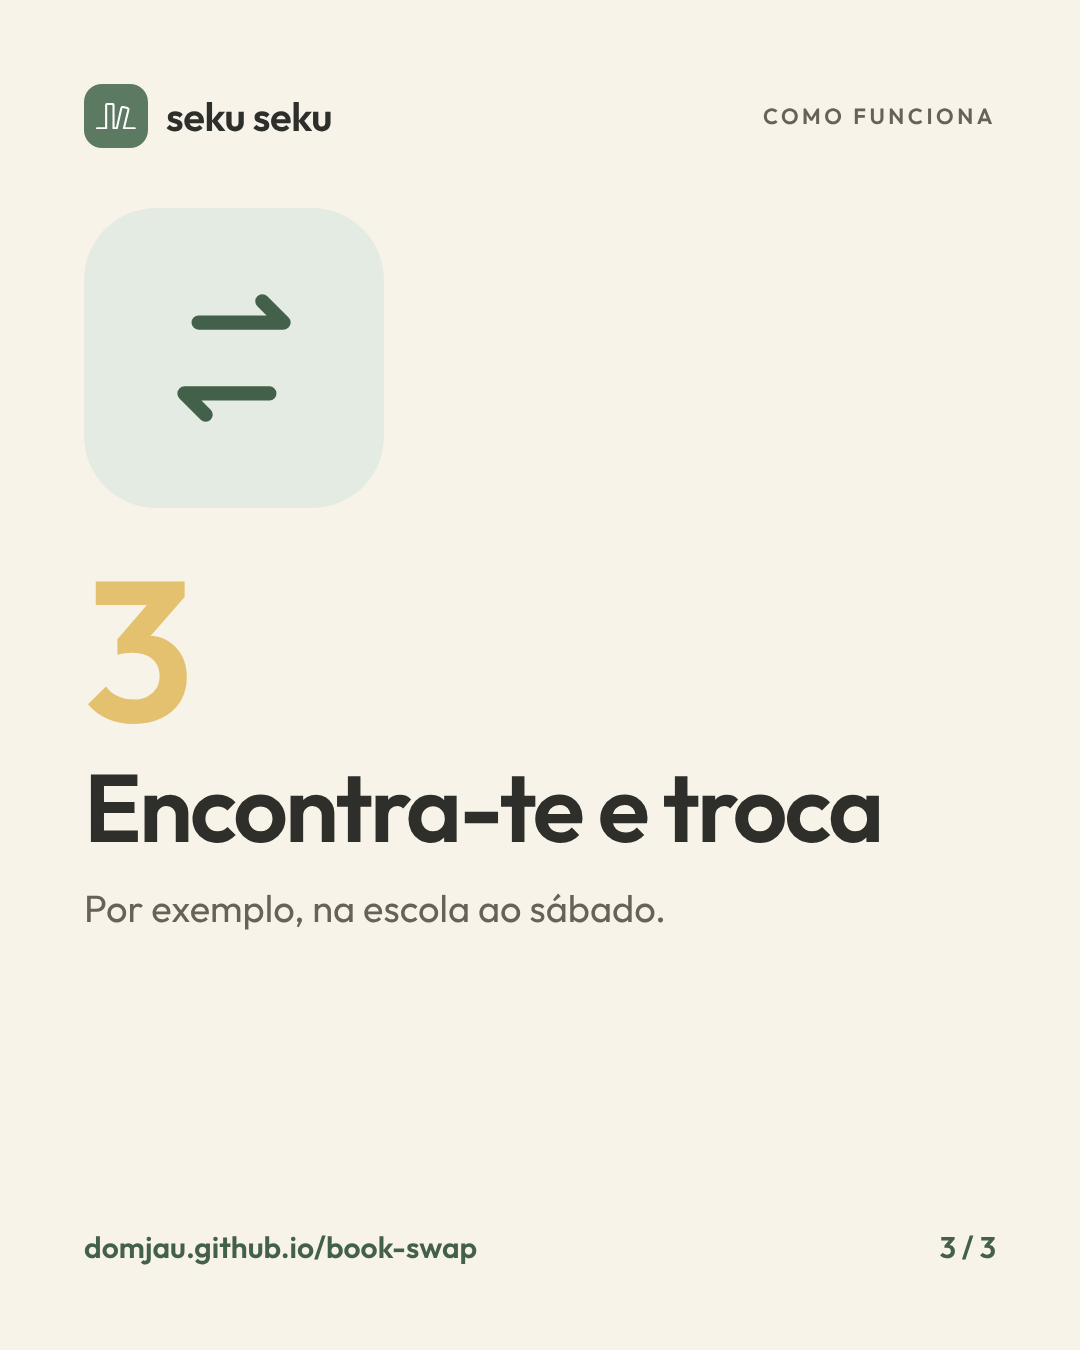 seku seku
COMO FUNCIONA
3
Encontra-te e troca
Por exemplo, na escola ao sábado.
domjau.github.io/book-swap
3 / 3